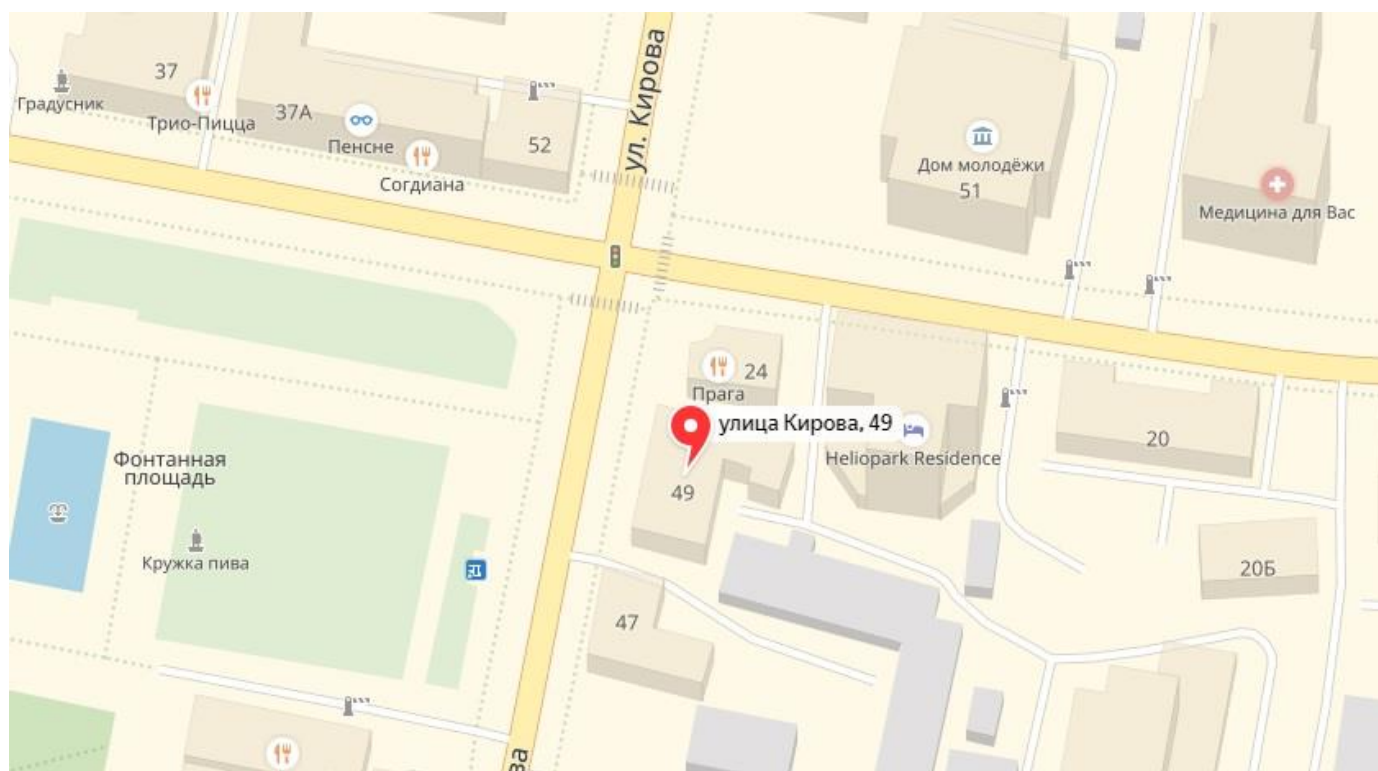 ул. Кирова
37
Градусник
Трио-Пицца
37А
Пенсне
Согдиана
52
Дом молодёжи
51
Медицина для Вас
24
Прага
улица Кирова, 49
Heliopark Residence
49
20
Фонтанная
площадь
Кружка пива
20Б
47
ва